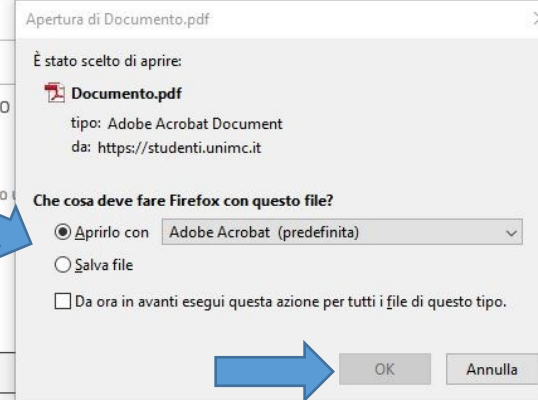 Apertura di Documento.pdf
È stato scelto di aprire:
Documento.pdf
tipo: Adobe Acrobat Document
da: https://studenti.unimc.it
Che cosa deve fare Firefox con questo file?
Aprirlo con Adobe Acrobat (predefinita)
Salva file
Da ora in avanti esegui questa azione per tutti i file di questo tipo.
OK Annulla